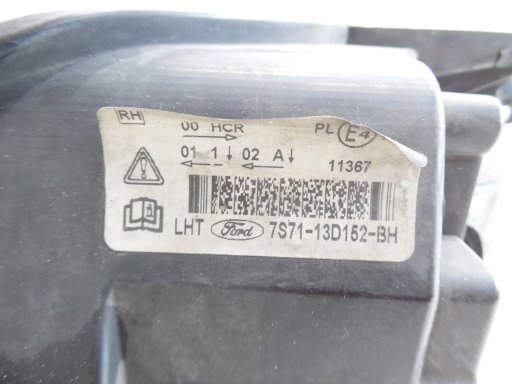 RH
00 HCR PL E4
01 1↓ 02 A↓ 11367
LHT Ford 7S71-13D152-BH